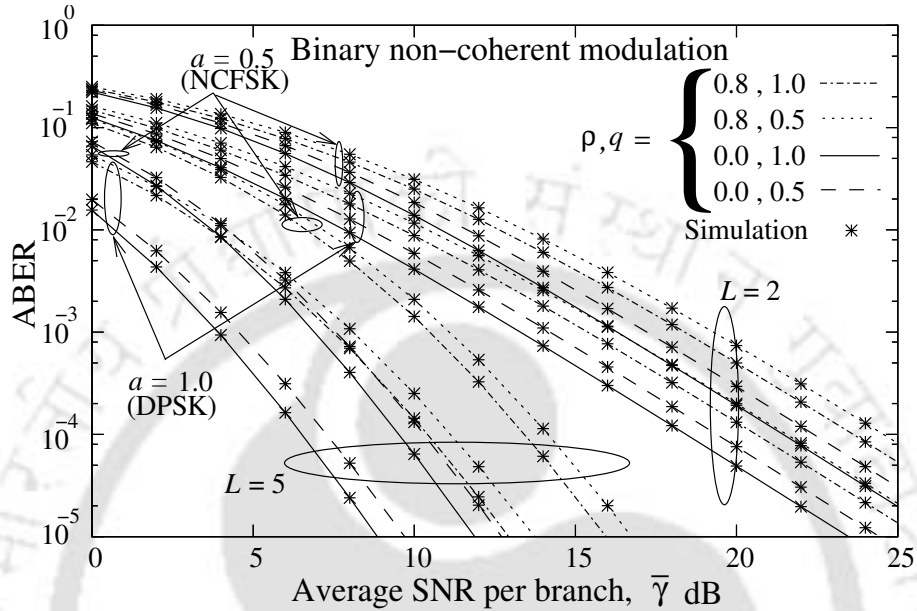 Binary non−coherent modulation
a = 0.5
(NCFSK)
ρ, q =
0.8 , 1.0
0.8 , 0.5
0.0 , 1.0
0.0 , 0.5
Simulation
L = 2
a = 1.0
(DPSK)
L = 5
ABER
10^0
10^-1
10^-2
10^-3
10^-4
10^-5
0 5 10 15 20 25
Average SNR per branch, γ̅ dB